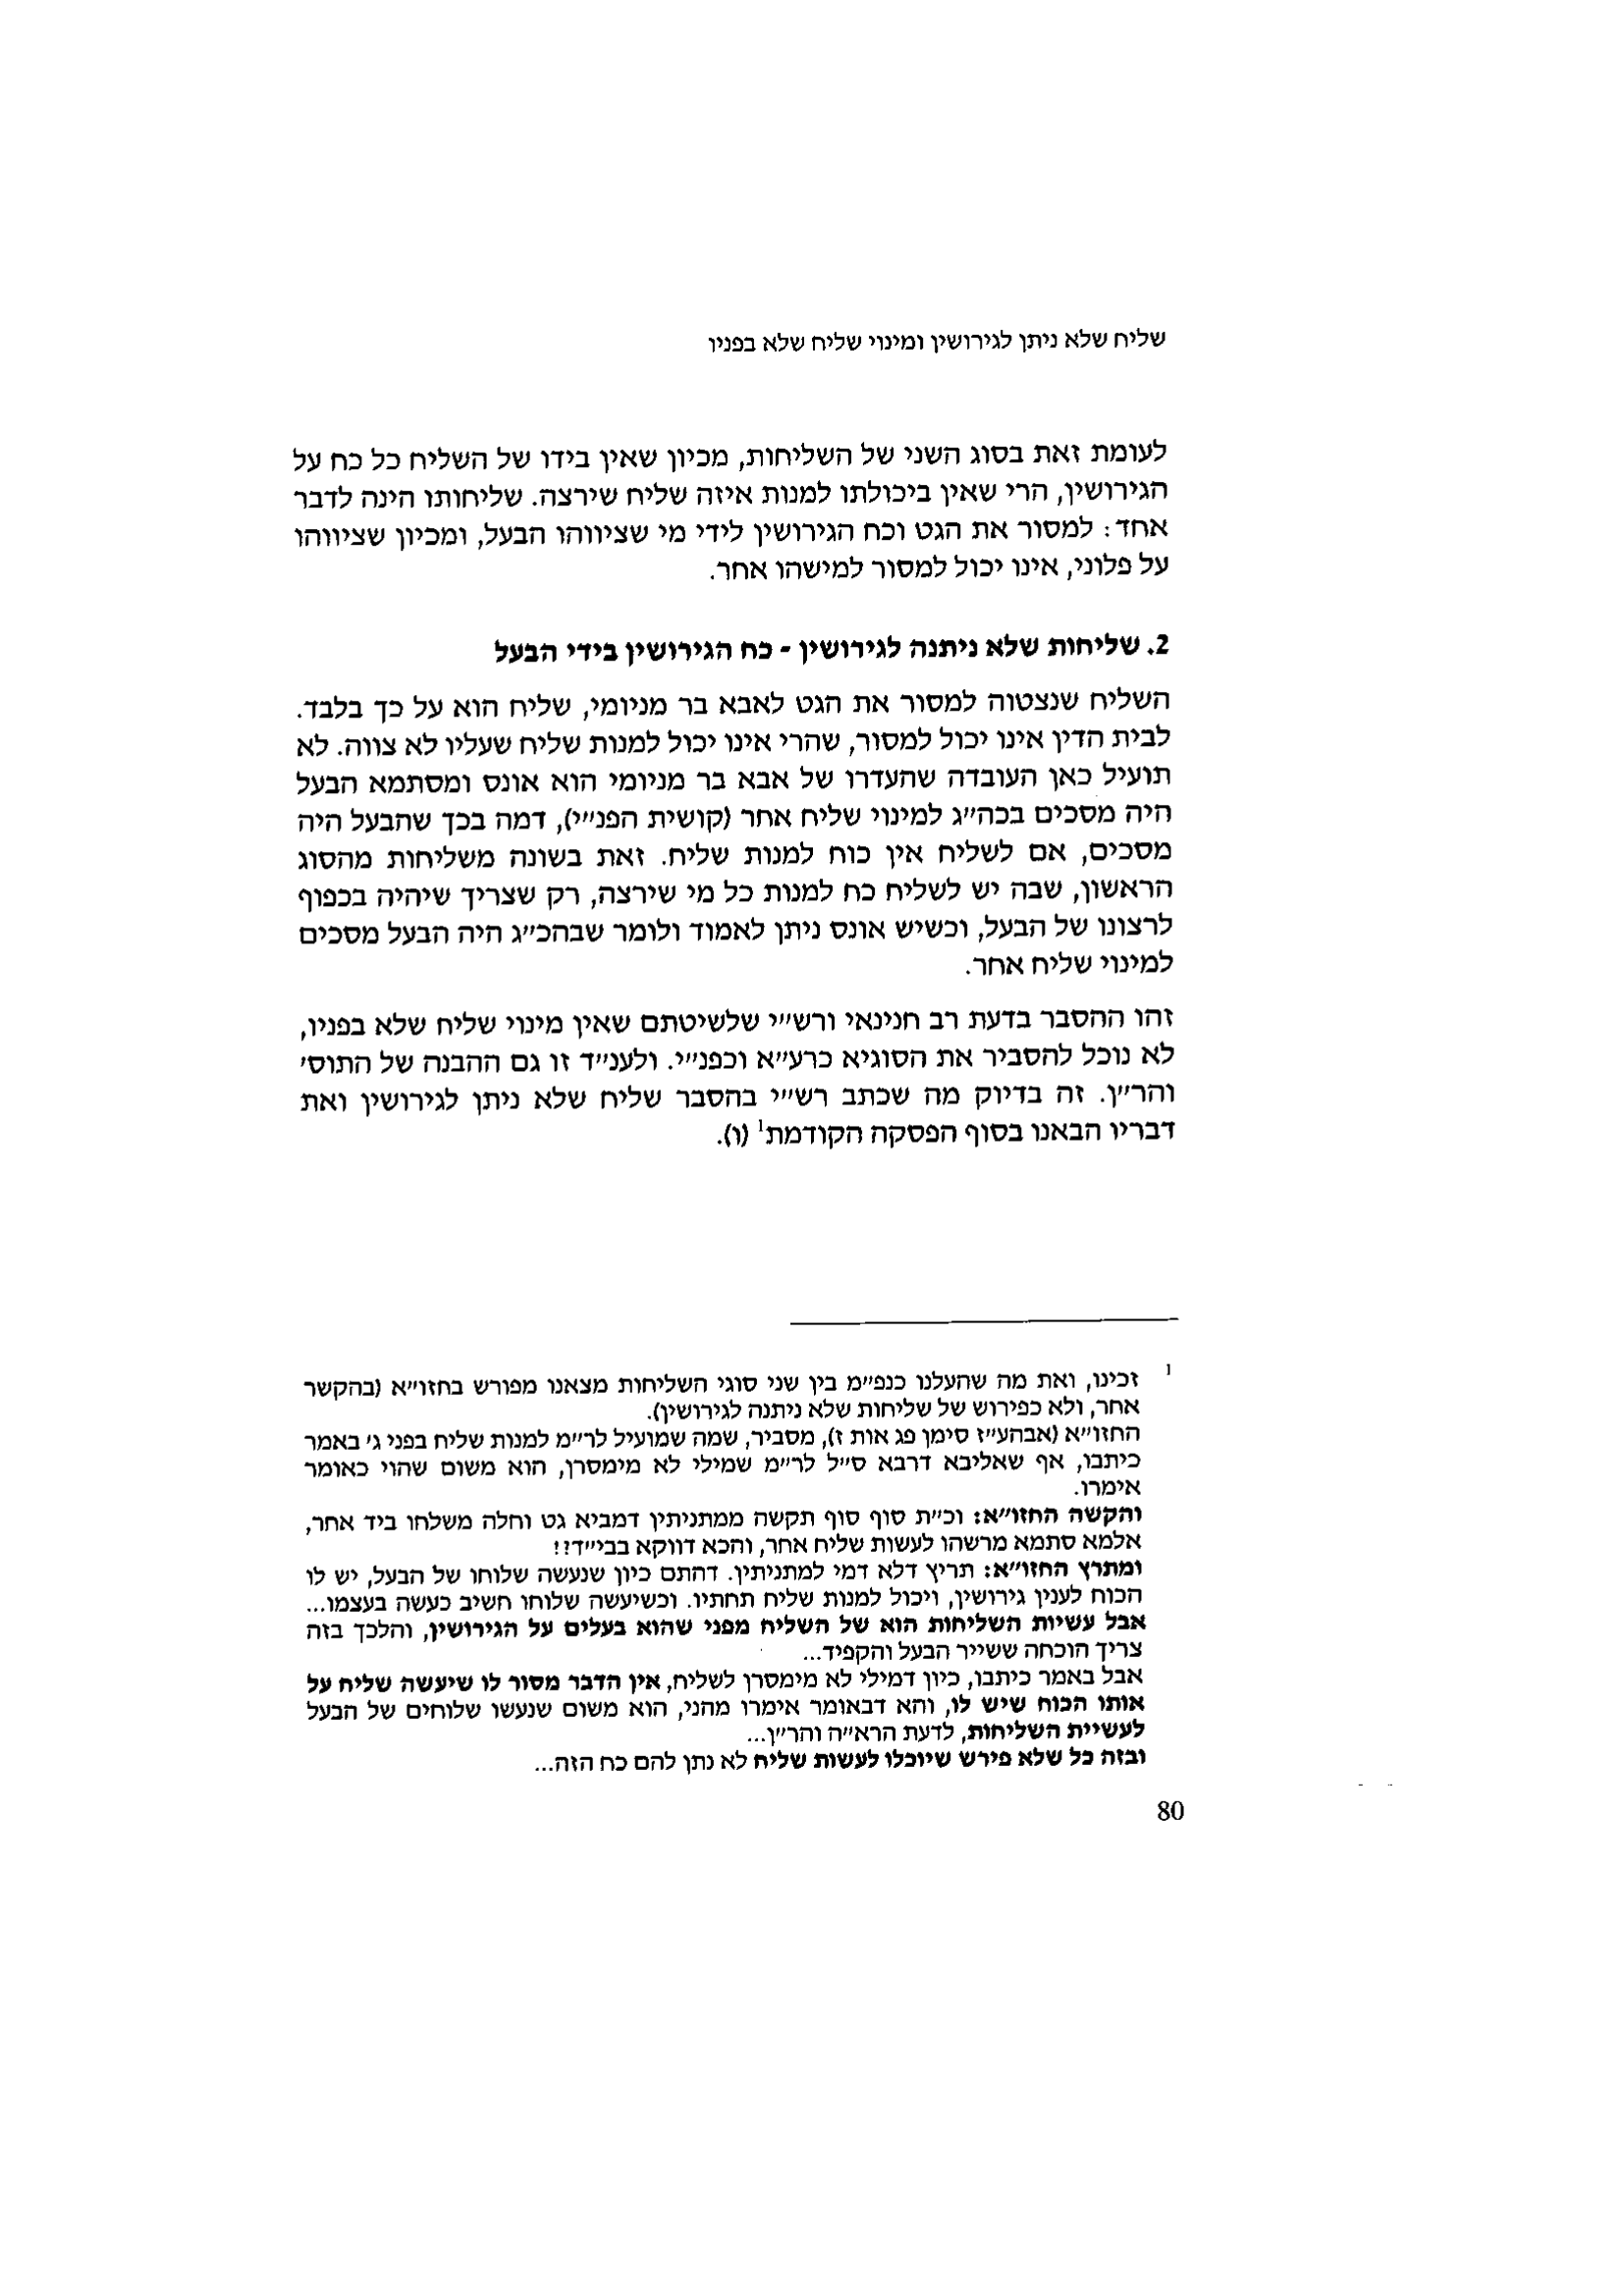 שליח שלא ניתן לגירושין ומינוי שליח שלא בפניו
לעומת זאת בסוג השני של השליחות, מכיון שאין בידו של השליח כל כח על
הגירושין, הרי שאין ביכולתו למנות איזה שליח שירצה. שליחותו הינה לדבר
אחד: למסור את הגט וכח הגירושין לידי מי שציווהו הבעל, ומכיון שציווהו
על פלוני, אינו יכול למסור למישהו אחר.
2. שליחות שלא ניתנה לגירושין - כח הגירושין בידי הבעל
השליח שנצטוה למסור את הגט לאבא בר מניומי, שליח הוא על כך בלבד.
לבית הדין אינו יכול למסור, שהרי אינו יכול למנות שליח שעליו לא צווה. לא
תועיל כאן העובדה שהעדרו של אבא בר מניומי הוא אונס ומסתמא הבעל
היה מסכים בכה״ג למינוי שליח אחר (קושית הפנ״י), דמה בכך שהבעל היה
מסכים, אם לשליח אין כוח למנות שליח. זאת בשונה משליחות מהסוג
הראשון, שבה יש לשליח כח למנות כל מי שירצה, רק שצריך שיהיה בכפוף
לרצונו של הבעל, וכשיש אונס ניתן לאמוד ולומר שבהכ״ג היה הבעל מסכים
למינוי שליח אחר.
זהו ההסבר בדעת רב חנינאי ורש״י שלשיטתם שאין מינוי שליח שלא בפניו,
לא נוכל להסביר את הסוגיא כרע״א וכפנ״י. ולענ״ד זו גם ההבנה של התוס׳
והר״ן. זה בדיוק מה שכתב רש״י בהסבר שליח שלא ניתן לגירושין ואת
דבריו הבאנו בסוף הפסקה הקודמת¹ (ו).
¹ זכינו, ואת מה שהעלנו כנפ״מ בין שני סוגי השליחות מצאנו מפורש בחזו״א (בהקשר
אחר, ולא כפירוש של שליחות שלא ניתנה לגירושין).
החזו״א (אבהע״ז סימן פג אות ז), מסביר, שמה שמועיל לר״מ למנות שליח בפני ג׳ באמר
כיתבו, אף שאליבא דרבא ס״ל לר״מ שמילי לא מימסרן, הוא משום שהוי כאומר
אימרו.
והקשה החזו״א: וכ״ת סוף סוף תקשה ממתניתין דמביא גט וחלה משלחו ביד אחר,
אלמא סתמא מרשהו לעשות שליח אחר, והכא דווקא בבי״ד?!
ומתרץ החזו״א: תריץ דלא דמי למתניתין. דהתם כיון שנעשה שלוחו של הבעל, יש לו
הכוח לענין גירושין, ויכול למנות שליח תחתיו. וכשיעשה שלוחו חשיב כעשה בעצמו...
אבל עשיות השליחות הוא של השליח מפני שהוא בעלים על הגירושין, והלכך בזה
צריך הוכחה ששייר הבעל והקפיד...
אבל באמר כיתבו, כיון דמילי לא מימסרן לשליח, אין הדבר מסור לו שיעשה שליח על
אותו הכוח שיש לו, והא דבאומר אימרו מהני, הוא משום שנעשו שלוחים של הבעל
לעשיית השליחות, לדעת הרא״ה והר״ן...
ובזה כל שלא פירש שיוכלו לעשות שליח לא נתן להם כח הזה...
80